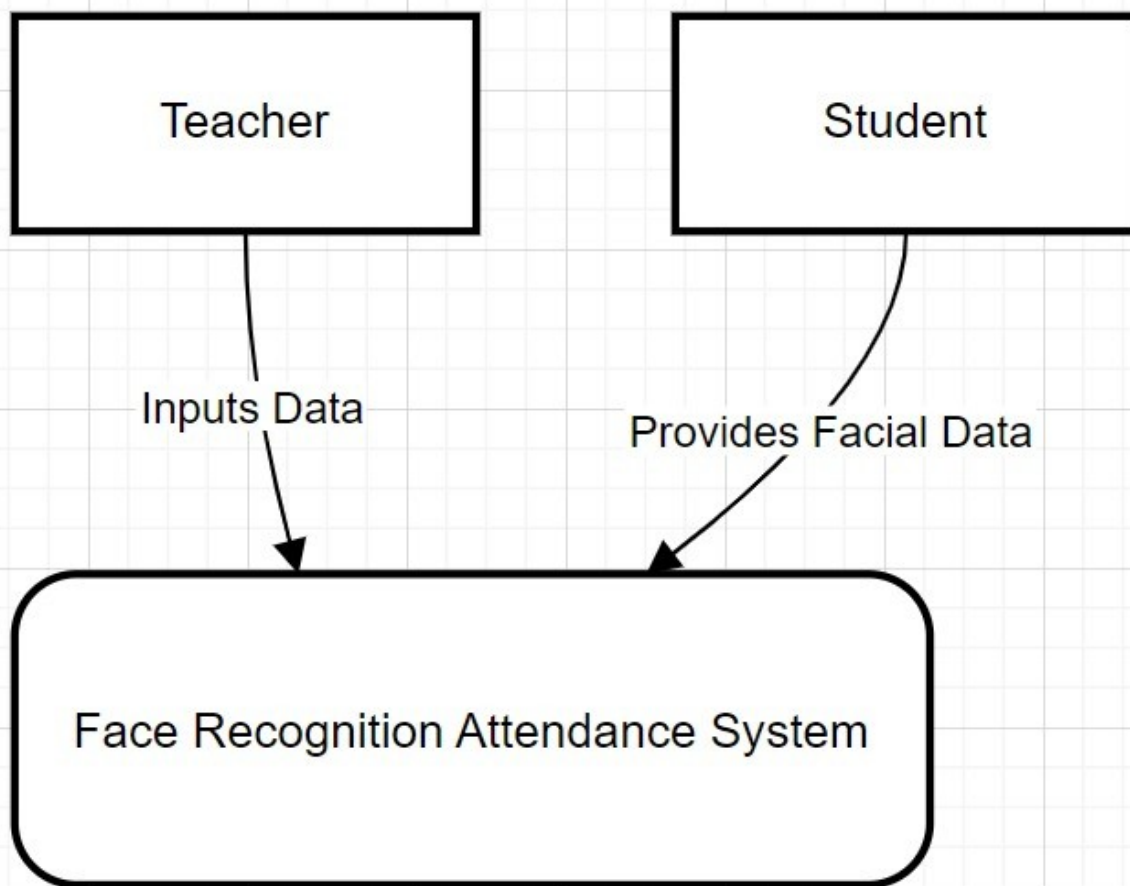 Teacher
Student
Inputs Data
Provides Facial Data
Face Recognition Attendance System